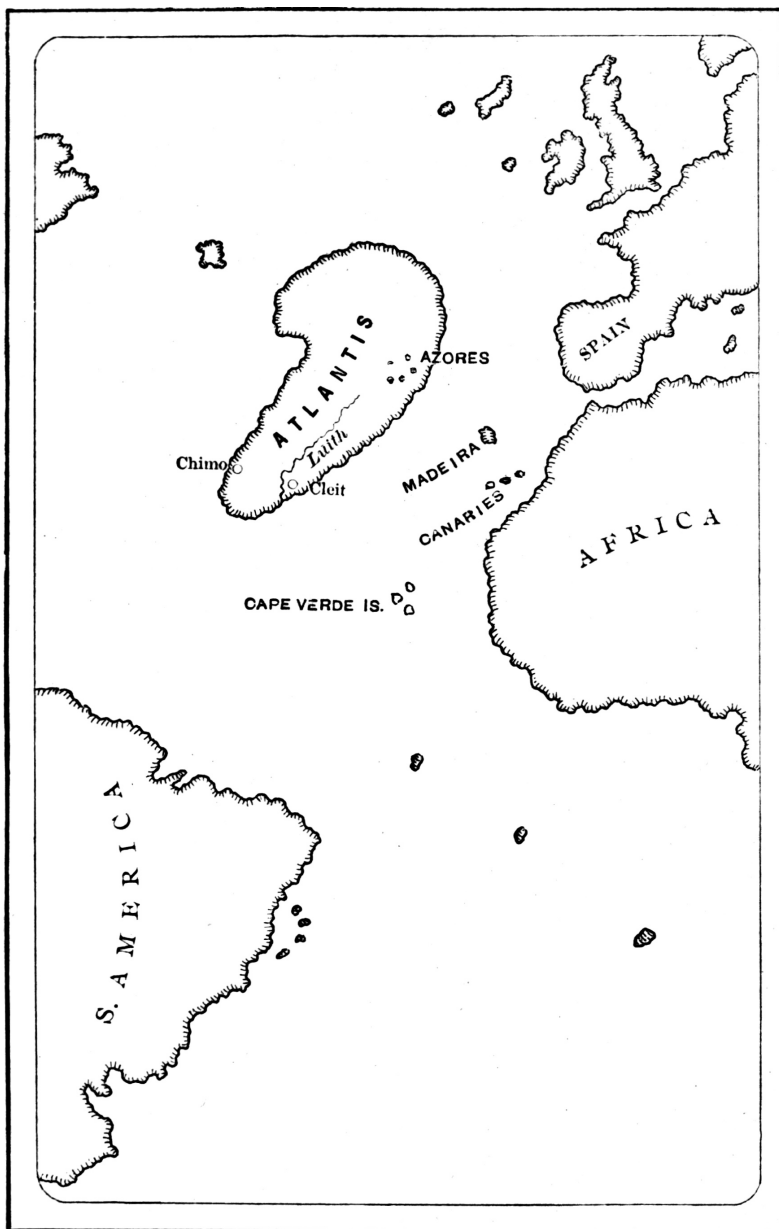 SPAIN
ATLANTIS
AZORES
Luith
Chimo
Cleit
MADEIRA
CANARIES
AFRICA
CAPE VERDE IS.
S. AMERICA